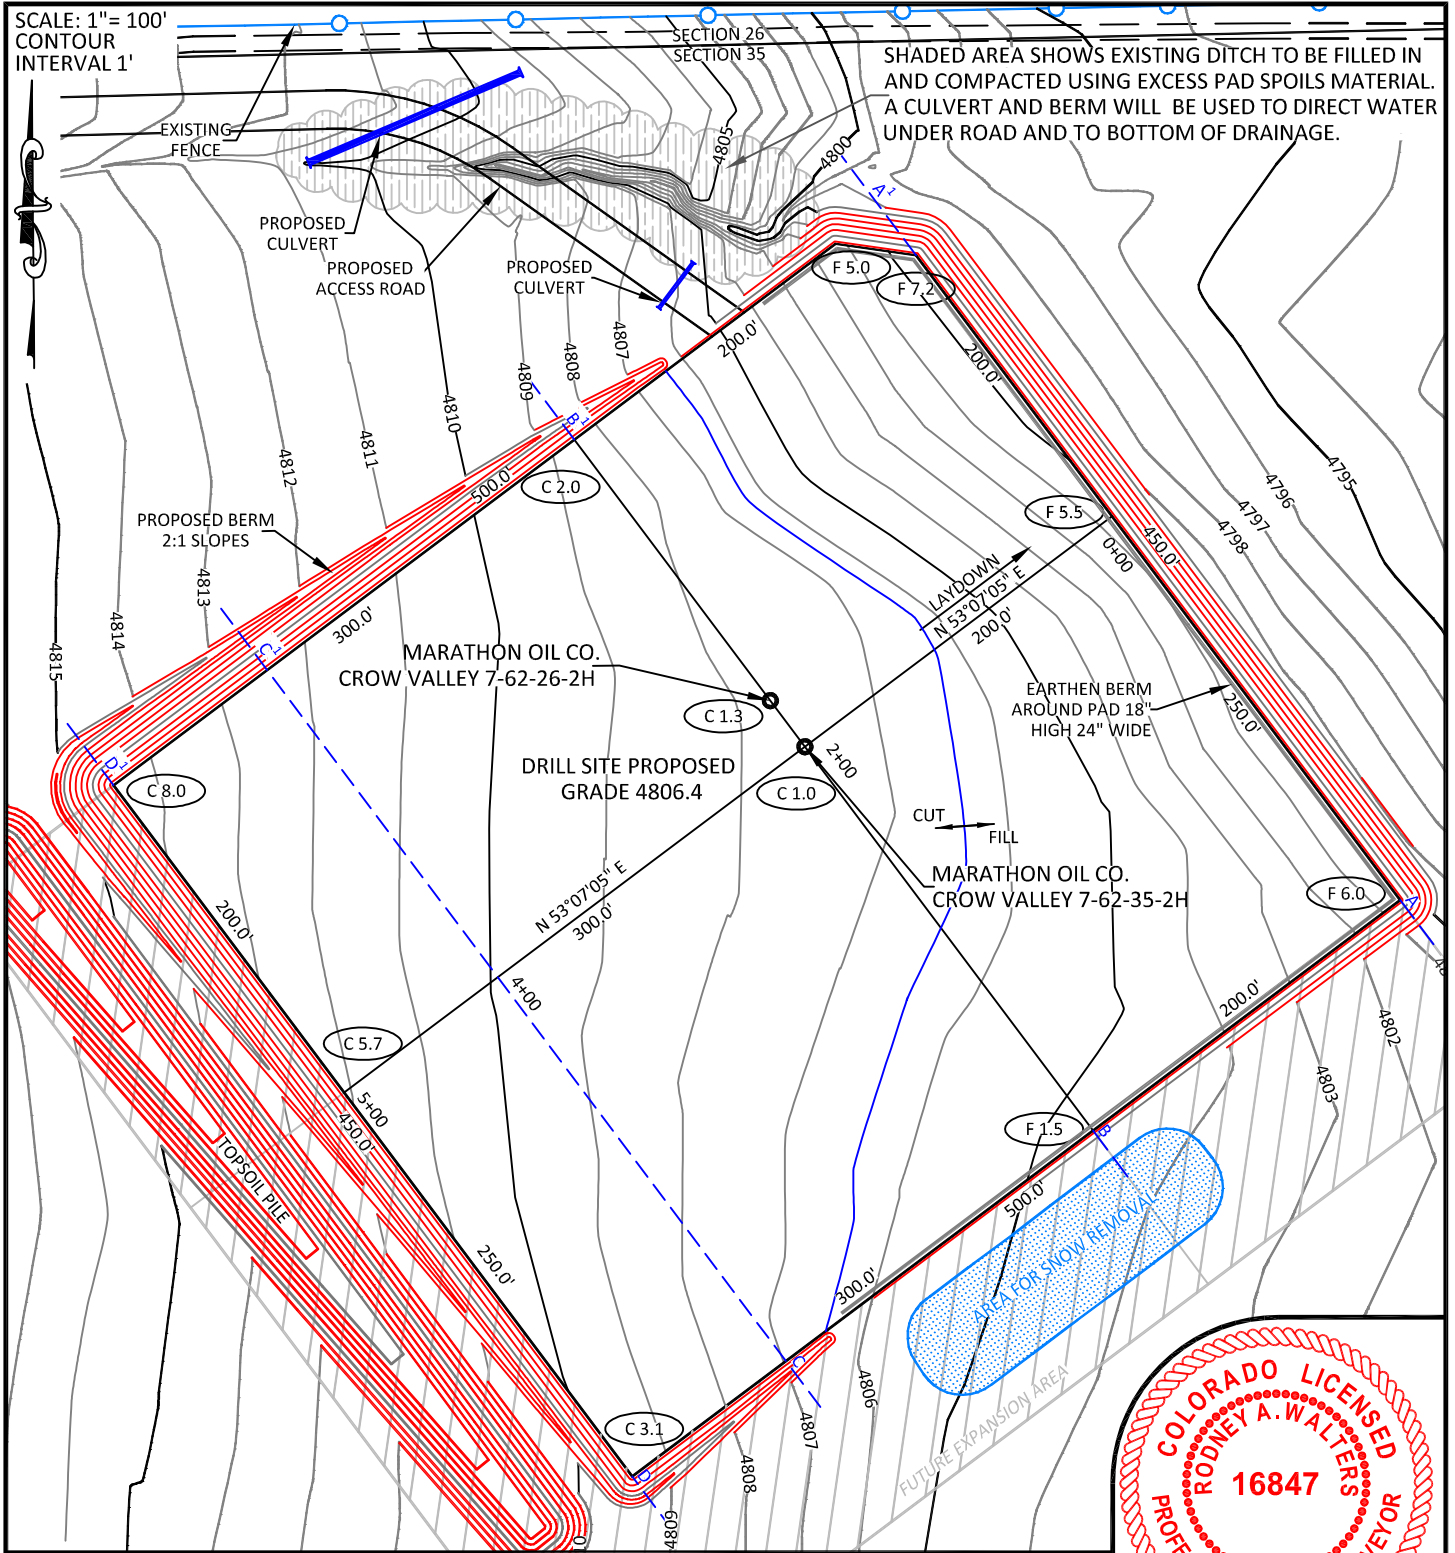 SCALE: 1"= 100'
CONTOUR
INTERVAL 1'
SECTION 26
SECTION 35
SHADED AREA SHOWS EXISTING DITCH TO BE FILLED IN
AND COMPACTED USING EXCESS PAD SPOILS MATERIAL.
A CULVERT AND BERM WILL BE USED TO DIRECT WATER
UNDER ROAD AND TO BOTTOM OF DRAINAGE.
EXISTING
FENCE
4805
4800
A1
PROPOSED
CULVERT
PROPOSED
ACCESS ROAD
PROPOSED
CULVERT
F 5.0
F 7.2
200.0'
200.0'
4807
4808
4809
4810
4811
4812
4813
4814
4815
B1
500.0'
C 2.0
4795
4796
4797
4798
F 5.5
0+00
450.0'
PROPOSED BERM
2:1 SLOPES
300.0'
C1
LAYDOWN
N 53°07'05" E
200.0'
MARATHON OIL CO.
CROW VALLEY 7-62-26-2H
C 1.3
EARTHEN BERM
AROUND PAD 18"
HIGH 24" WIDE
250.0'
D1
C 8.0
DRILL SITE PROPOSED
GRADE 4806.4
2+00
C 1.0
CUT
FILL
MARATHON OIL CO.
CROW VALLEY 7-62-35-2H
F 6.0
A
N 53°07'05" E
300.0'
200.0'
4+00
200.0'
4802
4803
C 5.7
5+00
450.0'
F 1.5
B
TOPSOIL PILE
500.0'
AREA FOR SNOW REMOVAL
250.0'
300.0'
C
4806
4807
4808
4809
FUTURE EXPANSION AREA
C 3.1
D
COLORADO LICENSED
RODNEY A. WALTERS
16847